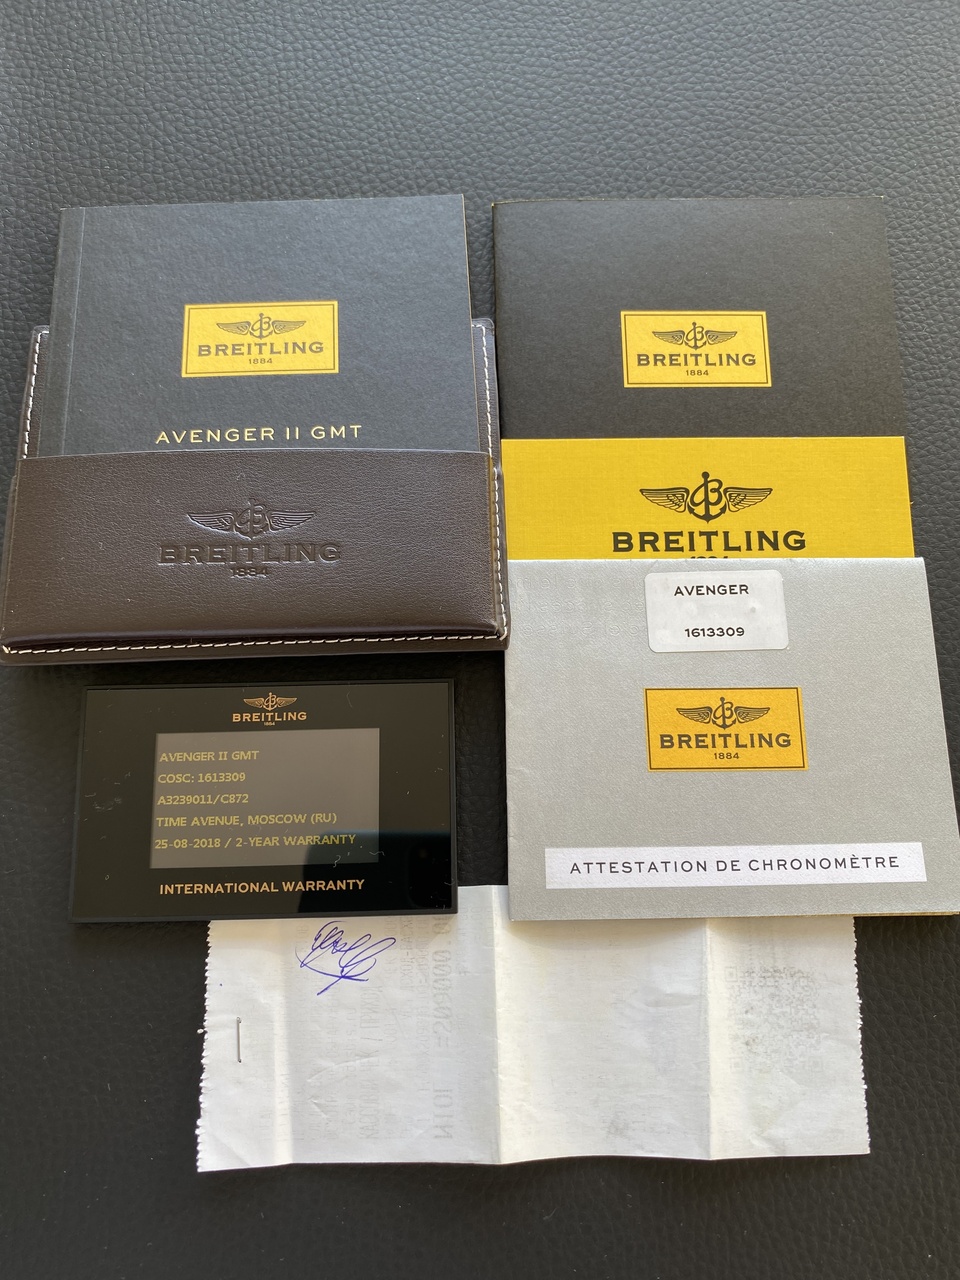 BREITLING
1884
AVENGER II GMT
BREITLING
1884
BREITLING
1884
BREITLING
AVENGER
1613309
BREITLING
1884
ATTESTATION DE CHRONOMÈTRE
BREITLING
1884
AVENGER II GMT
COSC: 1613309
A3239011/C872
TIME AVENUE, MOSCOW (RU)
25-08-2018 / 2-YEAR WARRANTY
INTERNATIONAL WARRANTY